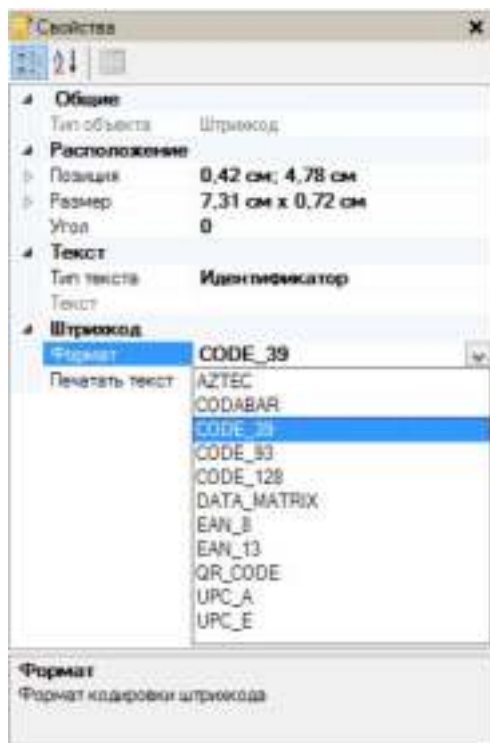 Свойства
Общие
Тип объекта Штрихкод
Расположение
Позиция 0,42 см; 4,78 см
Размер 7,31 см x 0,72 см
Угол 0
Текст
Тип текста Идентификатор
Текст
Штрихкод
Формат CODE_39
Печатать текст
AZTEC
CODABAR
CODE_39
CODE_93
CODE_128
DATA_MATRIX
EAN_8
EAN_13
QR_CODE
UPC_A
UPC_E
Формат
Формат кодировки штрихкода